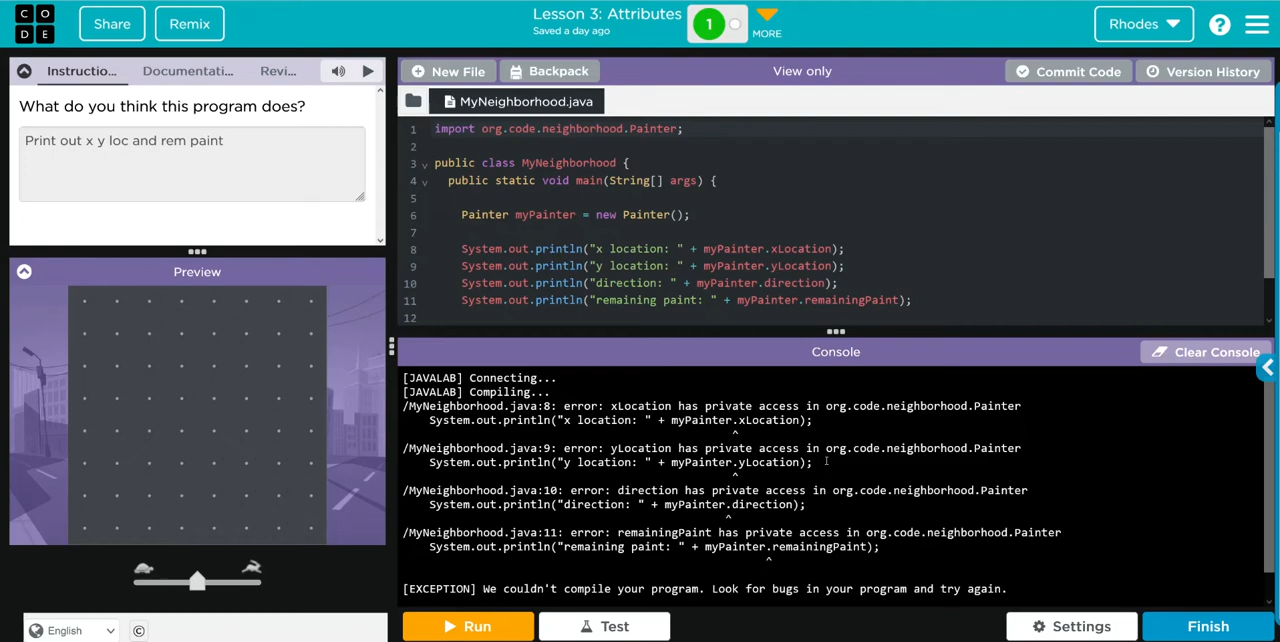 CODE
Share
Remix
Lesson 3: Attributes
Saved a day ago
1
MORE
Rhodes
?
Instructio...
Documentati...
Revi...
New File
Backpack
View only
Commit Code
Version History
What do you think this program does?
Print out x y loc and rem paint
MyNeighborhood.java
1 import org.code.neighborhood.Painter;
2
3 public class MyNeighborhood {
4 public static void main(String[] args) {
5
6 Painter myPainter = new Painter();
7
8 System.out.println("x location: " + myPainter.xLocation);
9 System.out.println("y location: " + myPainter.yLocation);
10 System.out.println("direction: " + myPainter.direction);
11 System.out.println("remaining paint: " + myPainter.remainingPaint);
12
Preview
Console
Clear Console
[JAVALAB] Connecting...
[JAVALAB] Compiling...
/MyNeighborhood.java:8: error: xLocation has private access in org.code.neighborhood.Painter
System.out.println("x location: " + myPainter.xLocation);
^
/MyNeighborhood.java:9: error: yLocation has private access in org.code.neighborhood.Painter
System.out.println("y location: " + myPainter.yLocation);
^
/MyNeighborhood.java:10: error: direction has private access in org.code.neighborhood.Painter
System.out.println("direction: " + myPainter.direction);
^
/MyNeighborhood.java:11: error: remainingPaint has private access in org.code.neighborhood.Painter
System.out.println("remaining paint: " + myPainter.remainingPaint);
^
[EXCEPTION] We couldn't compile your program. Look for bugs in your program and try again.
English
©
Run
Test
Settings
Finish